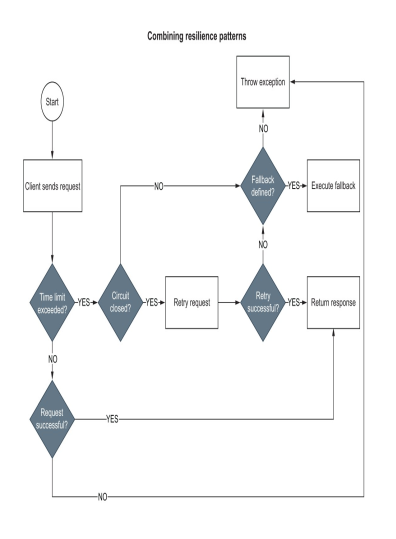 Combining resilience patterns
Throw exception
Start
NO
Client sends request
Fallback
defined?
YES
Execute fallback
NO
NO
Time limit
exceeded?
YES
Circuit
closed?
YES
Retry request
Retry
successful?
YES
Return response
NO
Request
successful?
YES
NO